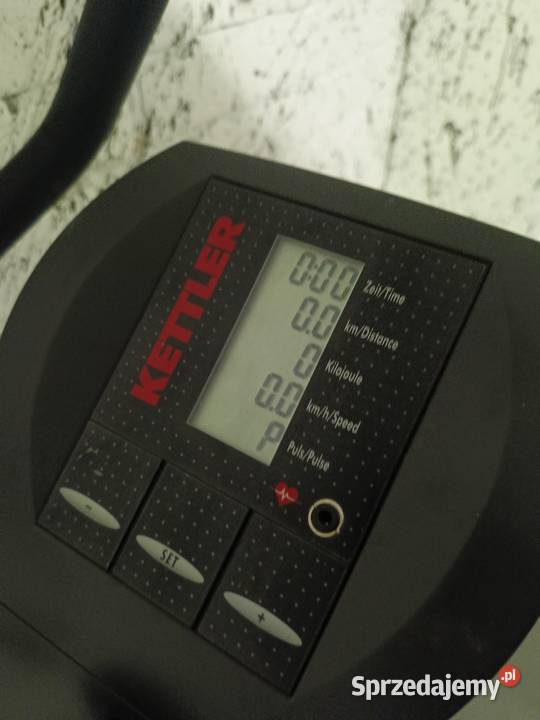 KETTLER
0:00 Zeit/Time
0.0 km/Distance
0 Kilojoule
0.0 km/h/Speed
P Puls/Pulse
-
SET
+
Sprzedajemy.pl